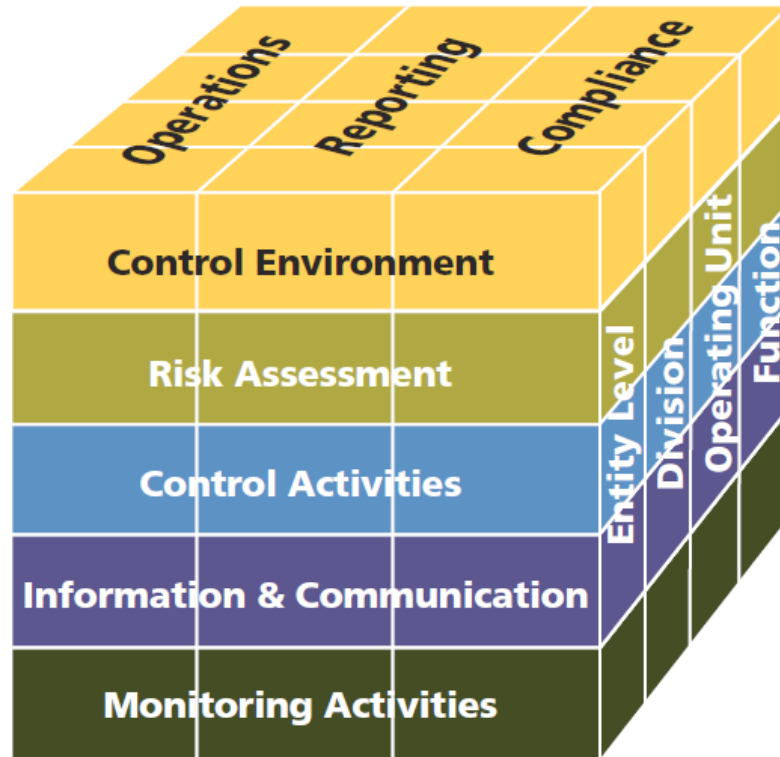 Operations
Reporting
Compliance
Control Environment
Risk Assessment
Control Activities
Information & Communication
Monitoring Activities
Entity Level
Division
Operating Unit
Function